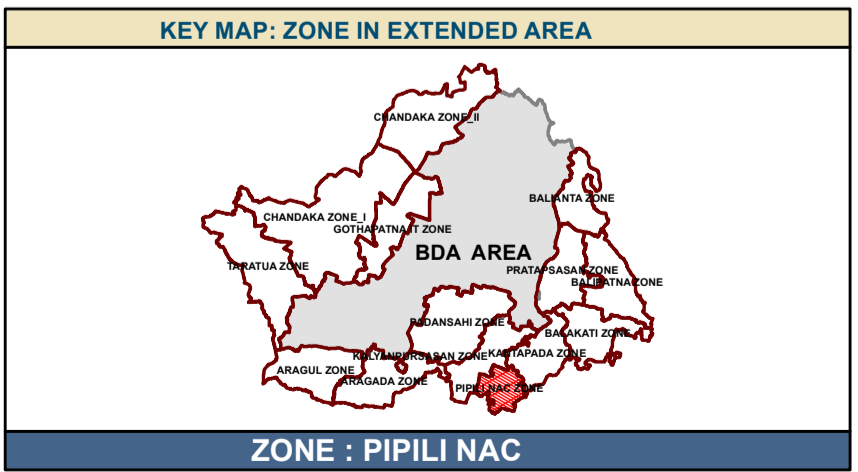 KEY MAP: ZONE IN EXTENDED AREA
CHANDAKA ZONE_II
BALIANTA ZONE
CHANDAKA ZONE_I
GOTHAPATNA IT ZONE
BDA AREA
TARATUA ZONE
PRATAPSASAN ZONE
BALIPATNA ZONE
PADANSAHI ZONE
BALAKATI ZONE
KALYANPURSASAN ZONE
KANTAPADA ZONE
ARAGUL ZONE
ARAGADA ZONE
PIPILI NAC ZONE
ZONE : PIPILI NAC